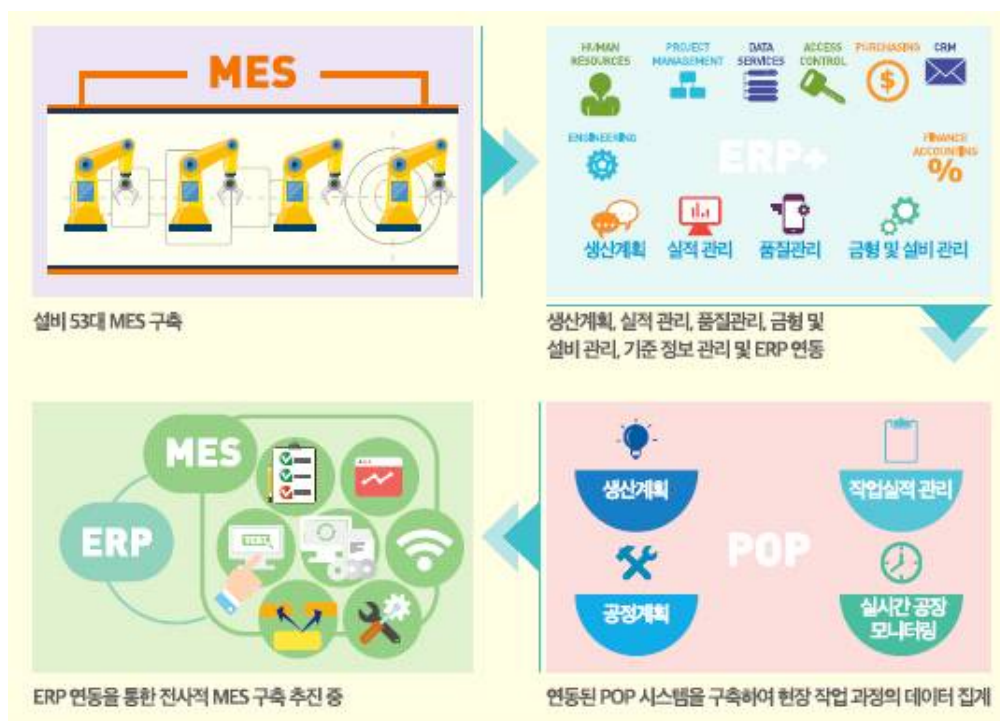 MES
설비 53대 MES 구축
HUMAN RESOURCES
PROJECT MANAGEMENT
DATA SERVICES
ACCESS CONTROL
PURCHASING
CRM
ENGINEERING
ERP+
FINANCE ACCOUNTING
생산계획
실적 관리
품질관리
금형 및 설비 관리
생산계획, 실적 관리, 품질관리, 금형 및
설비 관리, 기준 정보 관리 및 ERP 연동
MES
ERP
TEST
ERP 연동을 통한 전사적 MES 구축 추진 중
생산계획
작업실적 관리
POP
공정계획
실시간 공장
모니터링
연동된 POP 시스템을 구축하여 현장 작업 과정의 데이터 집계